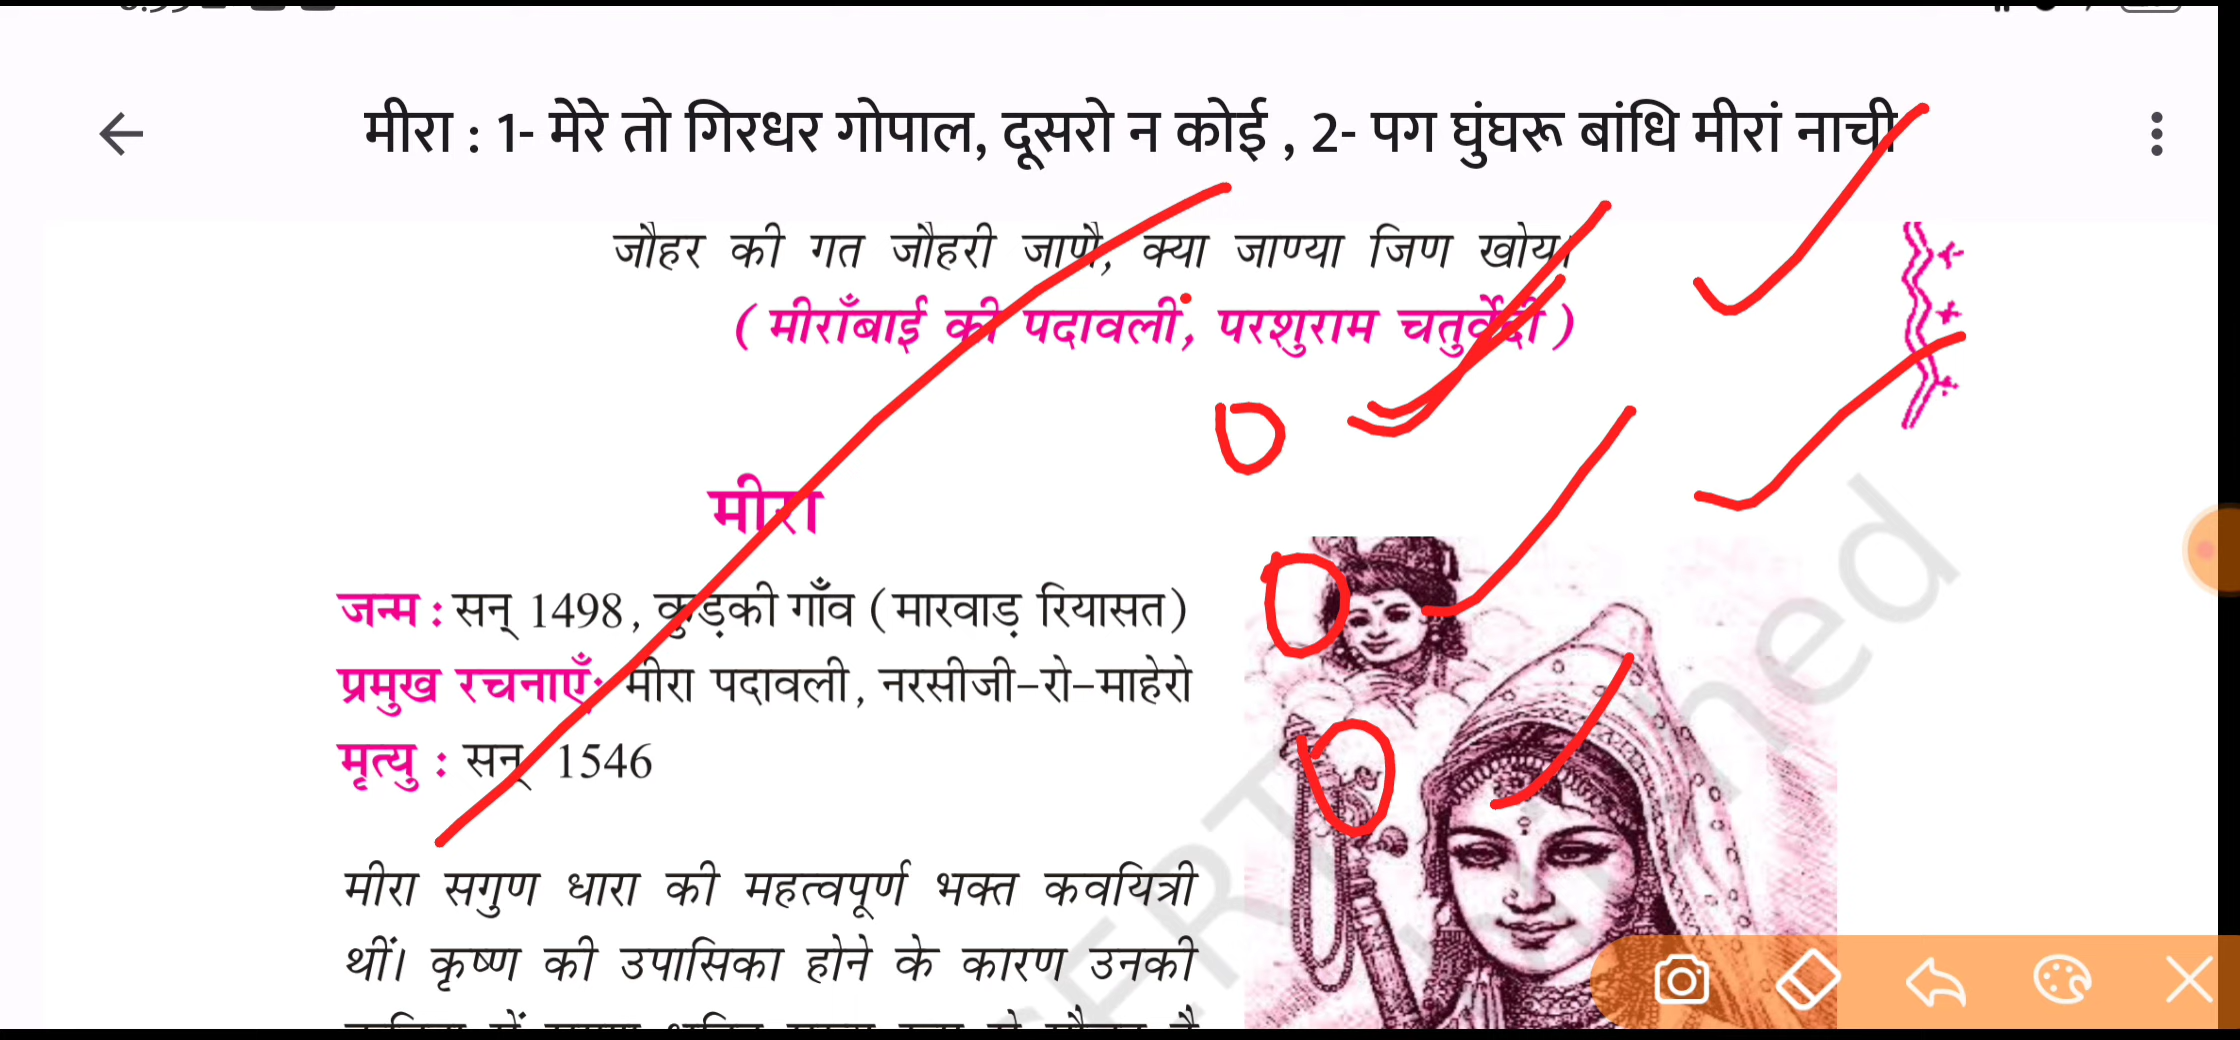 मीरा : 1- मेरे तो गिरधर गोपाल, दूसरो न कोई , 2- पग घुंघरू बांधि मीरां नाची
जौहर की गत जौहरी जाणै, क्या जाण्या जिण खोय।
( मीराँबाई की पदावली, परशुराम चतुर्वेदी )
मीरा
जन्म : सन् 1498, कुड़की गाँव (मारवाड़ रियासत)
प्रमुख रचनाएँ: मीरा पदावली, नरसीजी-रो-माहेरो
मृत्यु : सन् 1546
मीरा सगुण धारा की महत्वपूर्ण भक्त कवयित्री
थीं। कृष्ण की उपासिका होने के कारण उनकी